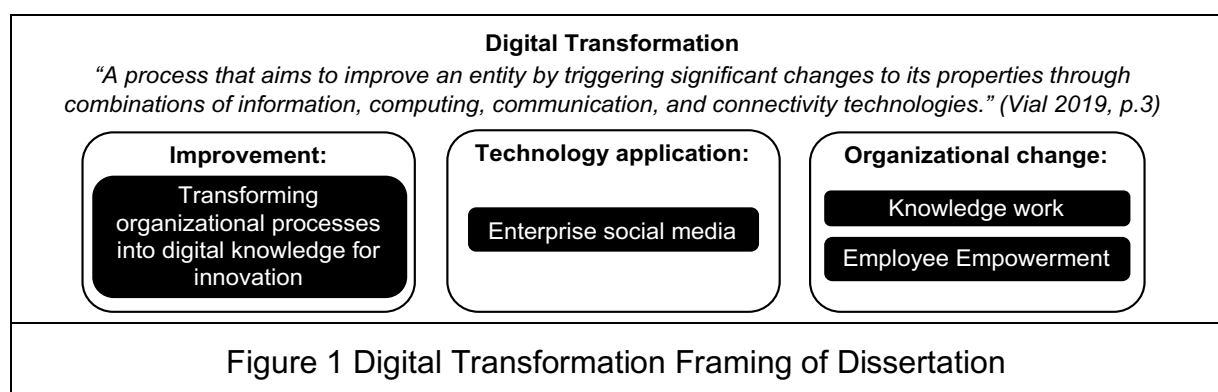 Digital Transformation
“A process that aims to improve an entity by triggering significant changes to its properties through
combinations of information, computing, communication, and connectivity technologies.” (Vial 2019, p.3)
Improvement:
Transforming
organizational processes
into digital knowledge for
innovation
Technology application:
Enterprise social media
Organizational change:
Knowledge work
Employee Empowerment
Figure 1 Digital Transformation Framing of Dissertation